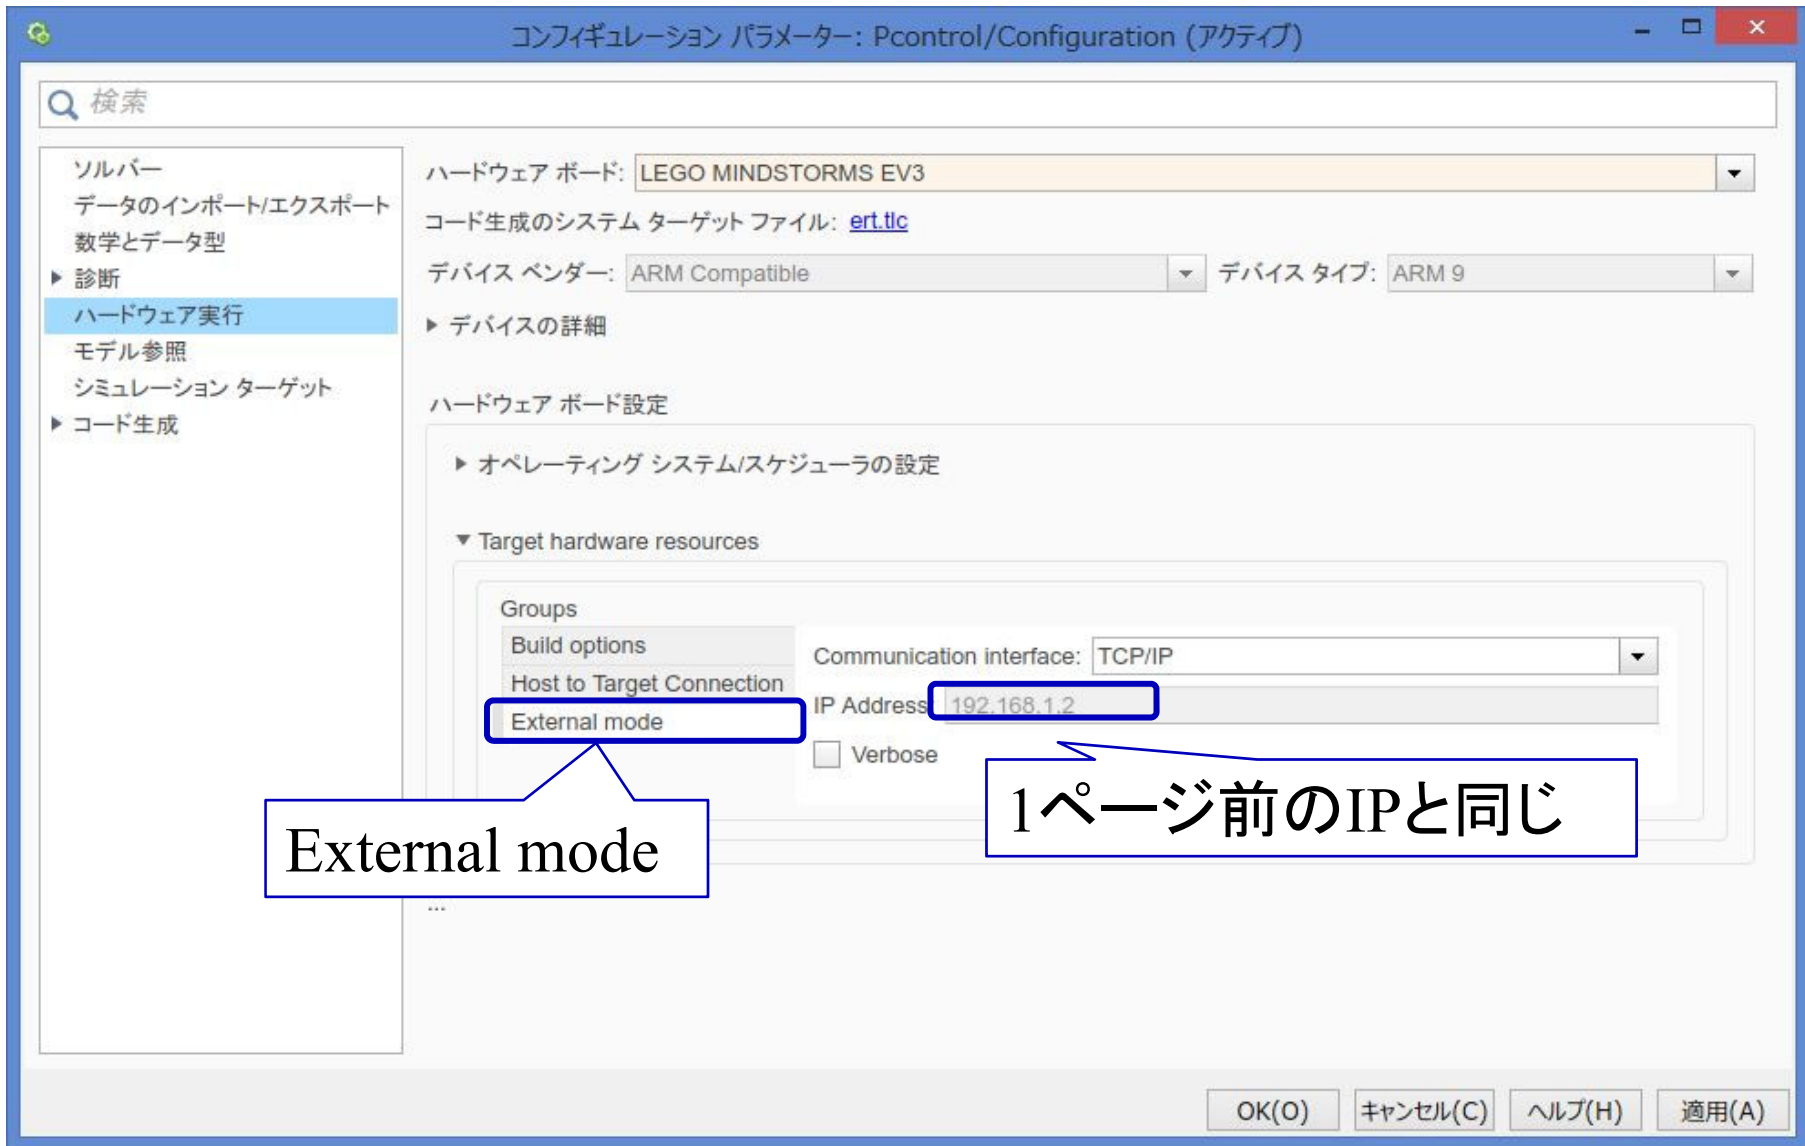 コンフィギュレーション パラメーター: Pcontrol/Configuration (アクティブ)
検索
ソルバー
データのインポート/エクスポート
数学とデータ型
診断
ハードウェア実行
モデル参照
シミュレーション ターゲット
コード生成
ハードウェア ボード: LEGO MINDSTORMS EV3
コード生成のシステム ターゲット ファイル: ert.tlc
デバイス ベンダー: ARM Compatible デバイス タイプ: ARM 9
デバイスの詳細
ハードウェア ボード設定
オペレーティング システム/スケジューラの設定
Target hardware resources
Groups
Build options
Host to Target Connection
External mode
Communication interface: TCP/IP
IP Address: 192.168.1.2
Verbose
External mode
1ページ前のIPと同じ
...
OK(O) キャンセル(C) ヘルプ(H) 適用(A)